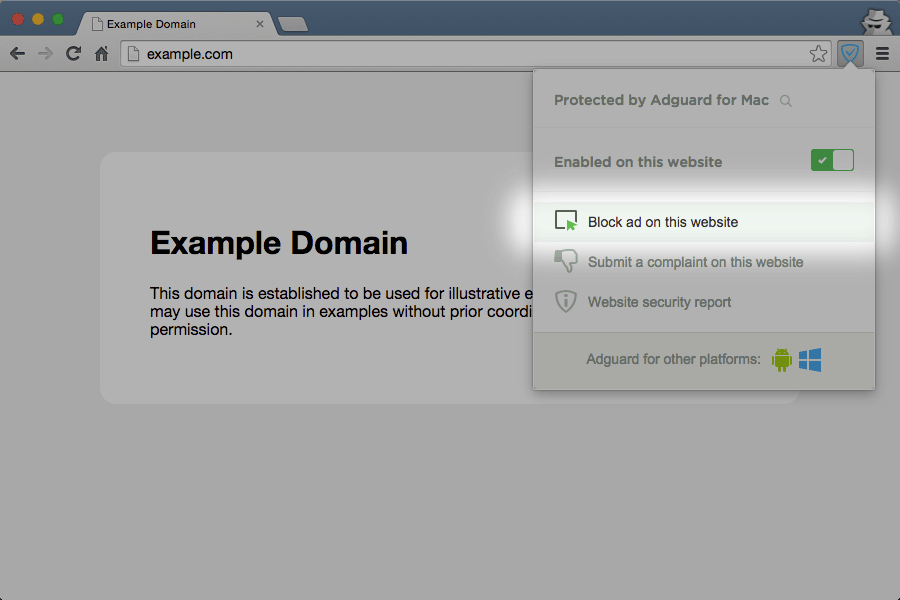 Example Domain
example.com
Protected by Adguard for Mac
Enabled on this website
Block ad on this website
Submit a complaint on this website
Website security report
Adguard for other platforms:
Example Domain
This domain is established to be used for illustrative e
may use this domain in examples without prior coordi
permission.